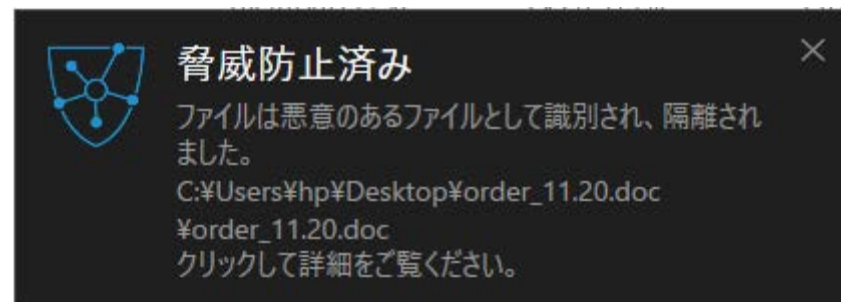 脅威防止済み
ファイルは悪意のあるファイルとして識別され、隔離され
ました。
C:¥Users¥hp¥Desktop¥order_11.20.doc
¥order_11.20.doc
クリックして詳細をご覧ください。